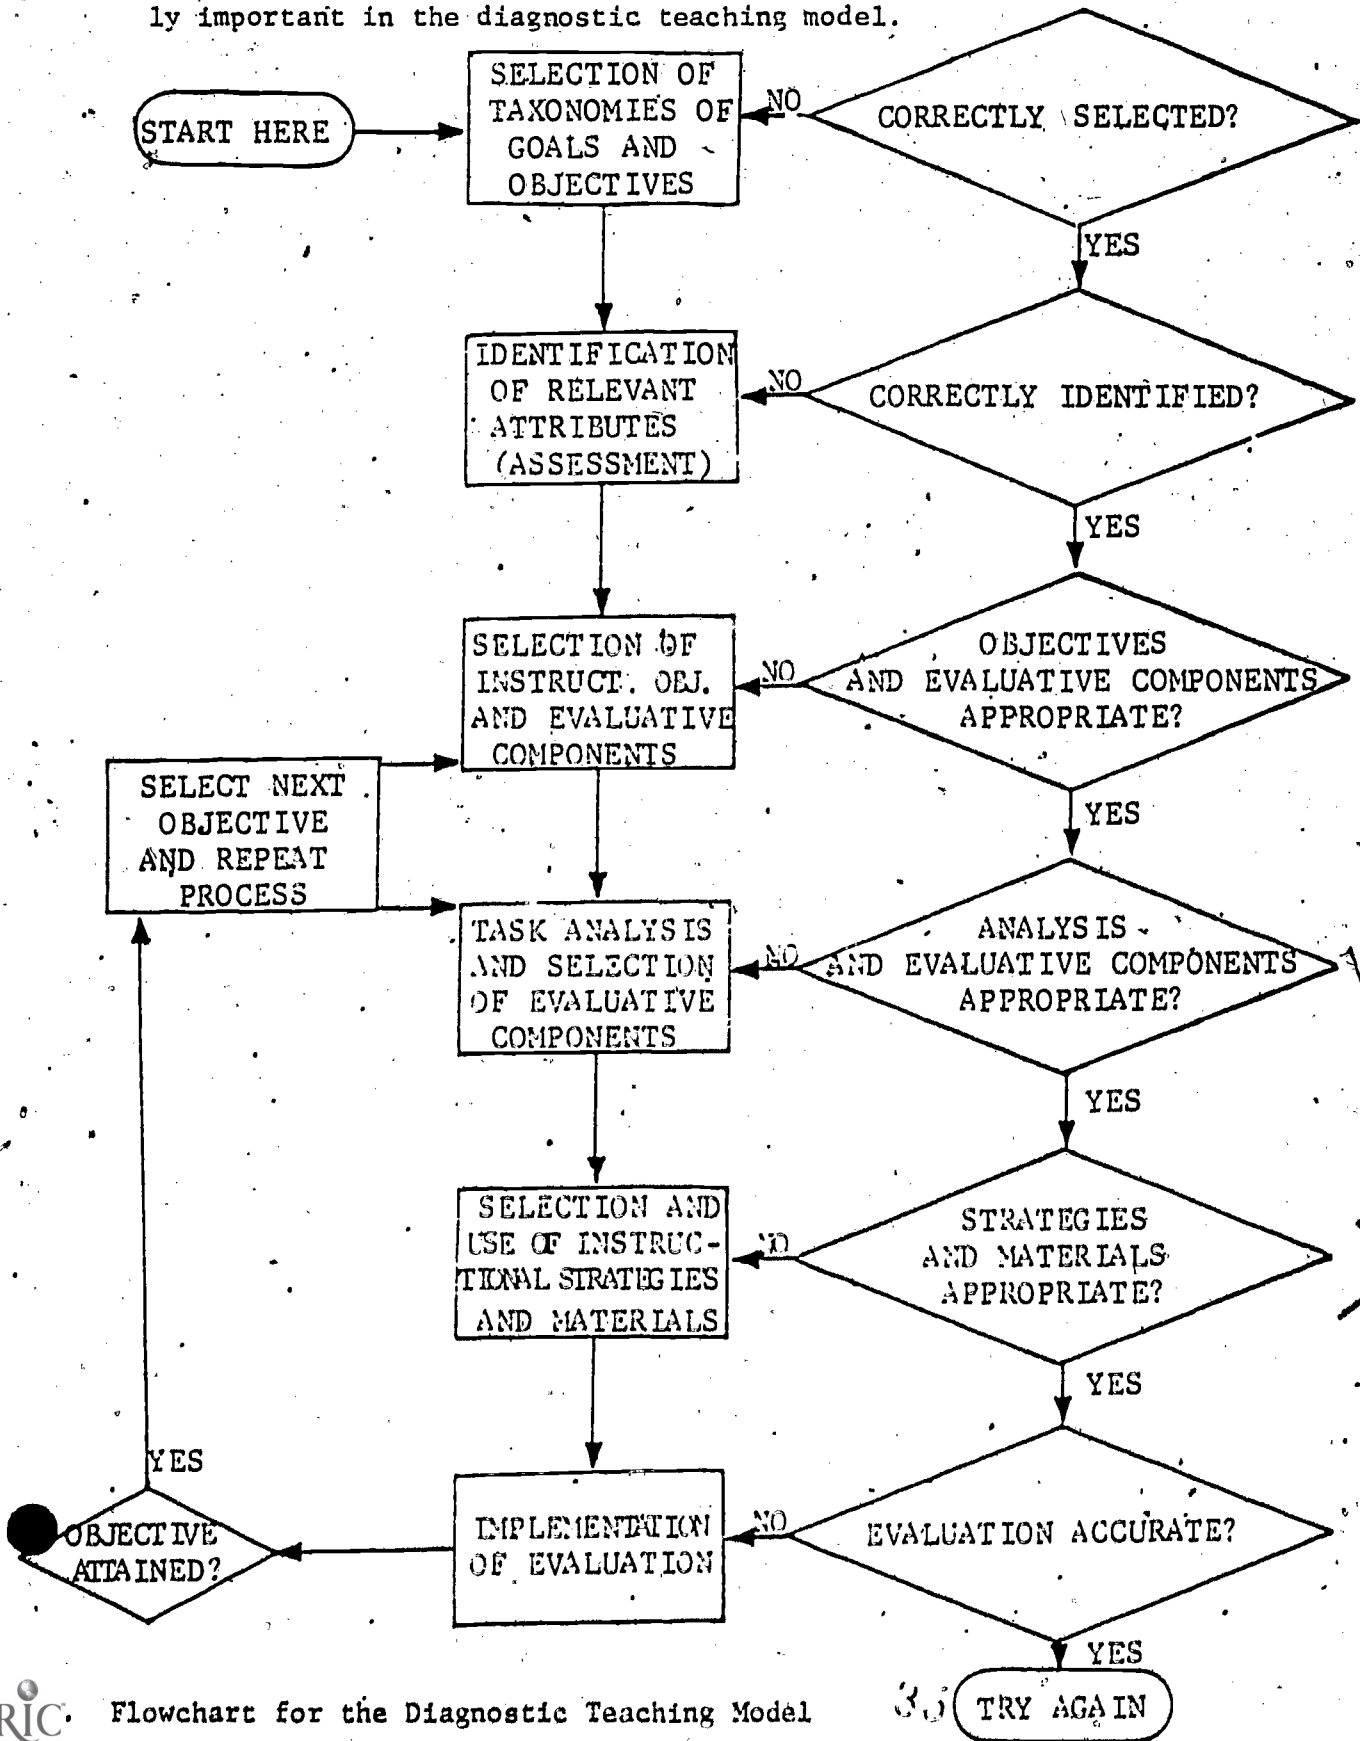 ly important in the diagnostic teaching model.
START HERE
SELECTION OF
TAXONOMIES OF
GOALS AND
OBJECTIVES
NO
CORRECTLY SELECTED?
YES
IDENTIFICATION
OF RELEVANT
ATTRIBUTES
(ASSESSMENT)
NO
CORRECTLY IDENTIFIED?
YES
SELECTION OF
INSTRUCT. OBJ.
AND EVALUATIVE
COMPONENTS
NO
OBJECTIVES
AND EVALUATIVE COMPONENTS
APPROPRIATE?
YES
SELECT NEXT
OBJECTIVE
AND REPEAT
PROCESS
TASK ANALYSIS
AND SELECTION
OF EVALUATIVE
COMPONENTS
NO
ANALYSIS
AND EVALUATIVE COMPONENTS
APPROPRIATE?
YES
SELECTION AND
USE OF INSTRUC-
TIONAL STRATEGIES
AND MATERIALS
NO
STRATEGIES
AND MATERIALS
APPROPRIATE?
YES
YES
OBJECTIVE
ATTAINED?
IMPLEMENTATION
OF EVALUATION
NO
EVALUATION ACCURATE?
YES
TRY AGAIN
Flowchart for the Diagnostic Teaching Model